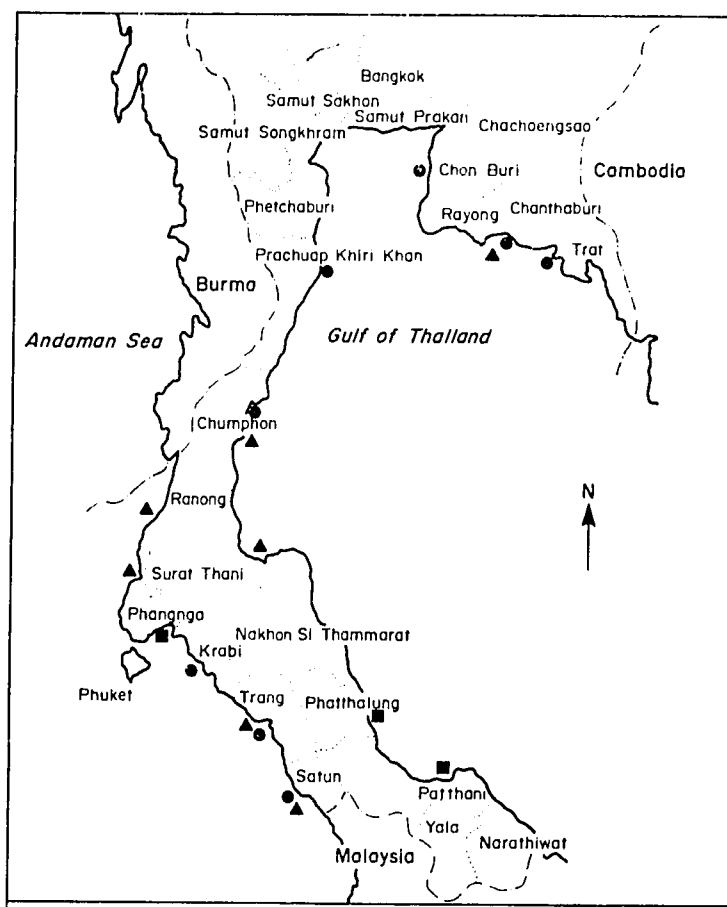 Bangkok
Samut Sakhon
Samut Prakan
Samut Songkhram
Chachoengsao
Chon Buri
Cambodia
Phetchaburi
Rayong
Chanthaburi
Prachuap Khiri Khan
Trat
Burma
Andaman Sea
Gulf of Thailand
Chumphon
N
Ranong
Surat Thani
Phangnga
Nakhon Si Thammarat
Krabi
Phuket
Trang
Phatthalung
Satun
Patthani
Yala
Narathiwat
Malaysia